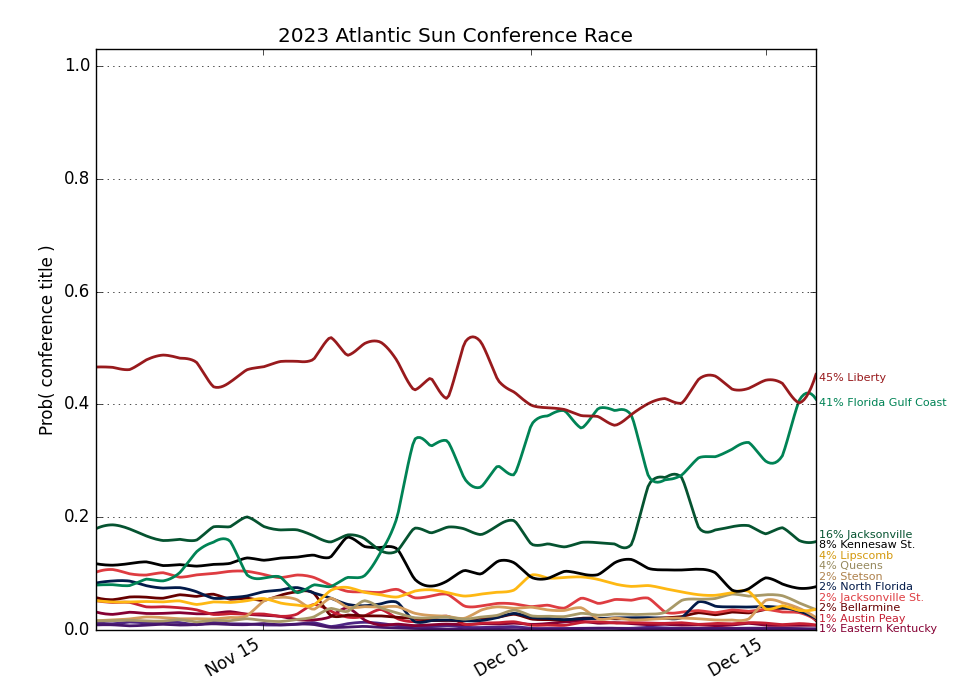 2023 Atlantic Sun Conference Race
Prob( conference title )
1.0
0.8
0.6
0.4
0.2
0.0
Nov 15
Dec 01
Dec 15
45% Liberty
41% Florida Gulf Coast
16% Jacksonville
8% Kennesaw St.
4% Lipscomb
4% Queens
2% Stetson
2% North Florida
2% Jacksonville St.
2% Bellarmine
1% Austin Peay
1% Eastern Kentucky